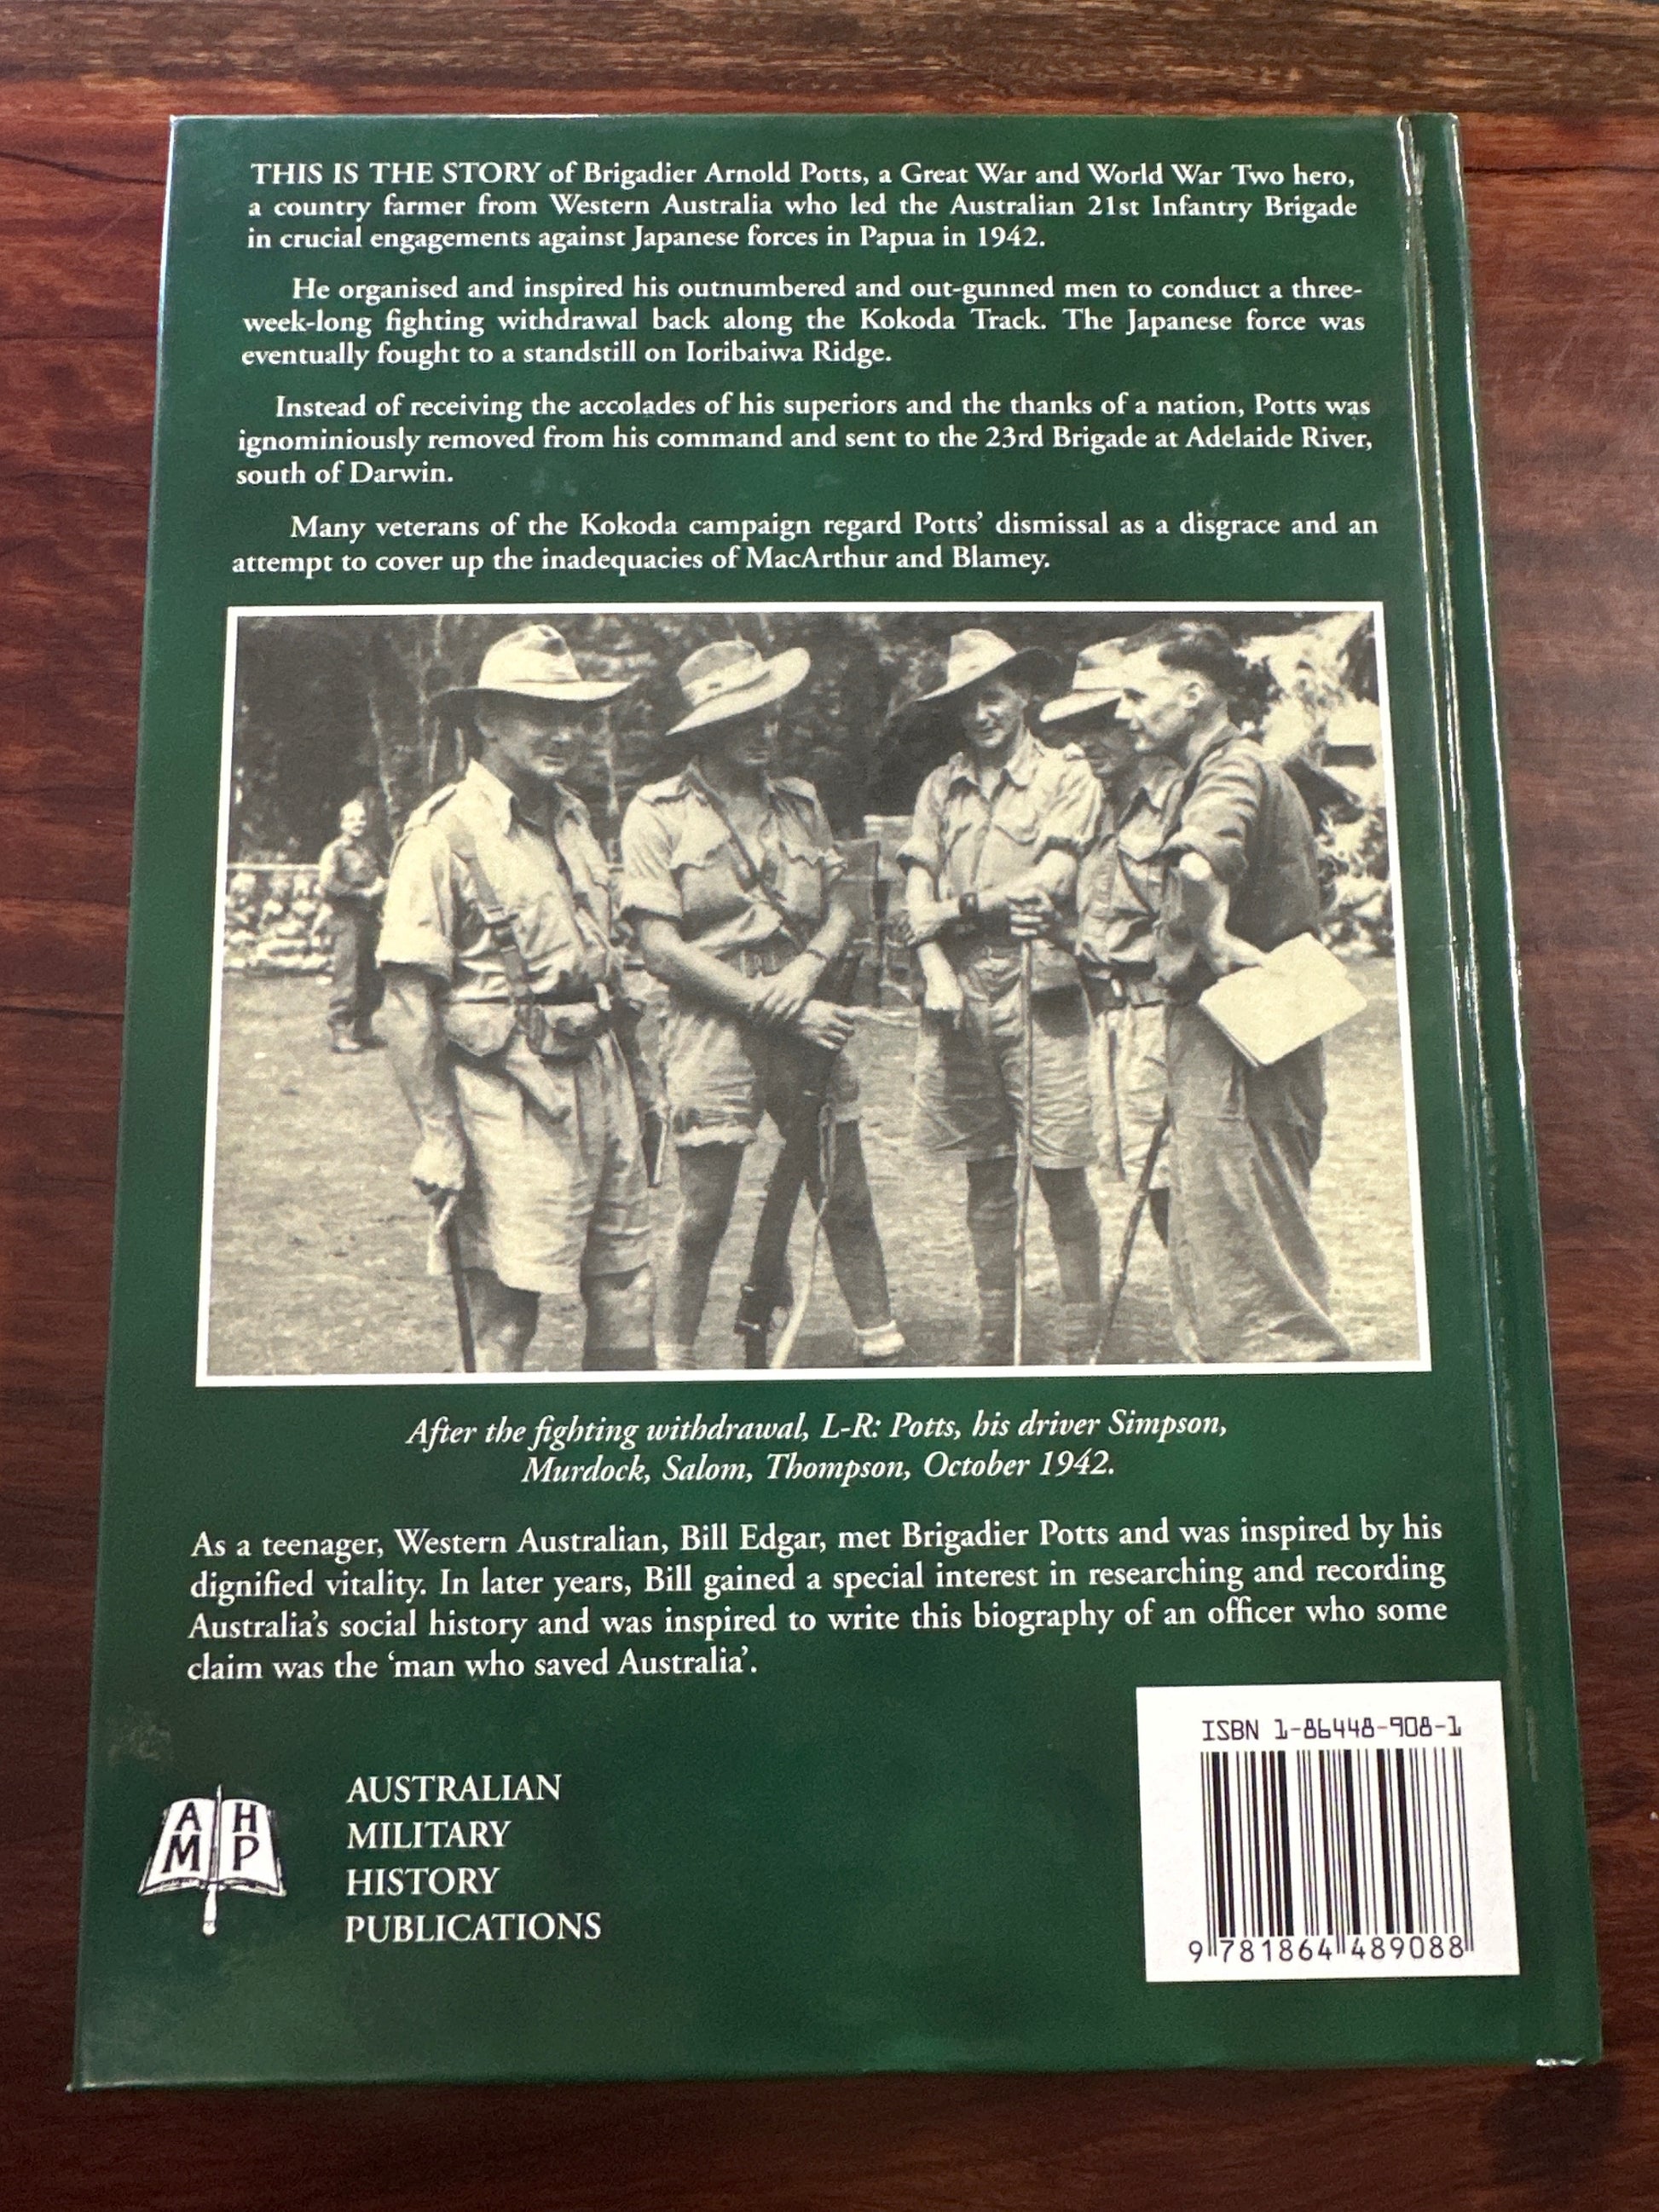 THIS IS THE STORY of Brigadier Arnold Potts, a Great War and World War Two hero,
a country farmer from Western Australia who led the Australian 21st Infantry Brigade
in crucial engagements against Japanese forces in Papua in 1942.
He organised and inspired his outnumbered and out-gunned men to conduct a three-
week-long fighting withdrawal back along the Kokoda Track. The Japanese force was
eventually fought to a standstill on Ioribaiwa Ridge.
Instead of receiving the accolades of his superiors and the thanks of a nation, Potts was
ignominiously removed from his command and sent to the 23rd Brigade at Adelaide River,
south of Darwin.
Many veterans of the Kokoda campaign regard Potts' dismissal as a disgrace and an
attempt to cover up the inadequacies of MacArthur and Blamey.
After the fighting withdrawal, L-R: Potts, his driver Simpson,
Murdock, Salom, Thompson, October 1942.
As a teenager, Western Australian, Bill Edgar, met Brigadier Potts and was inspired by his
dignified vitality. In later years, Bill gained a special interest in researching and recording
Australia's social history and was inspired to write this biography of an officer who some
claim was the 'man who saved Australia'.
A H
M P
AUSTRALIAN
MILITARY
HISTORY
PUBLICATIONS
ISBN 1-86448-908-1
9 781864 489088